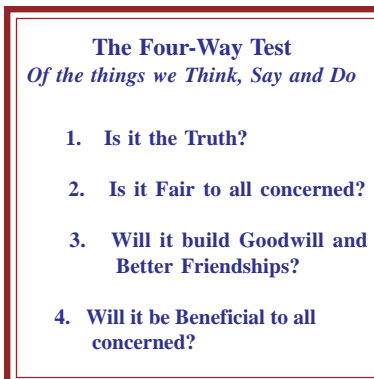 The Four-Way Test
Of the things we Think, Say and Do
1. Is it the Truth?
2. Is it Fair to all concerned?
3. Will it build Goodwill and
Better Friendships?
4. Will it be Beneficial to all
concerned?